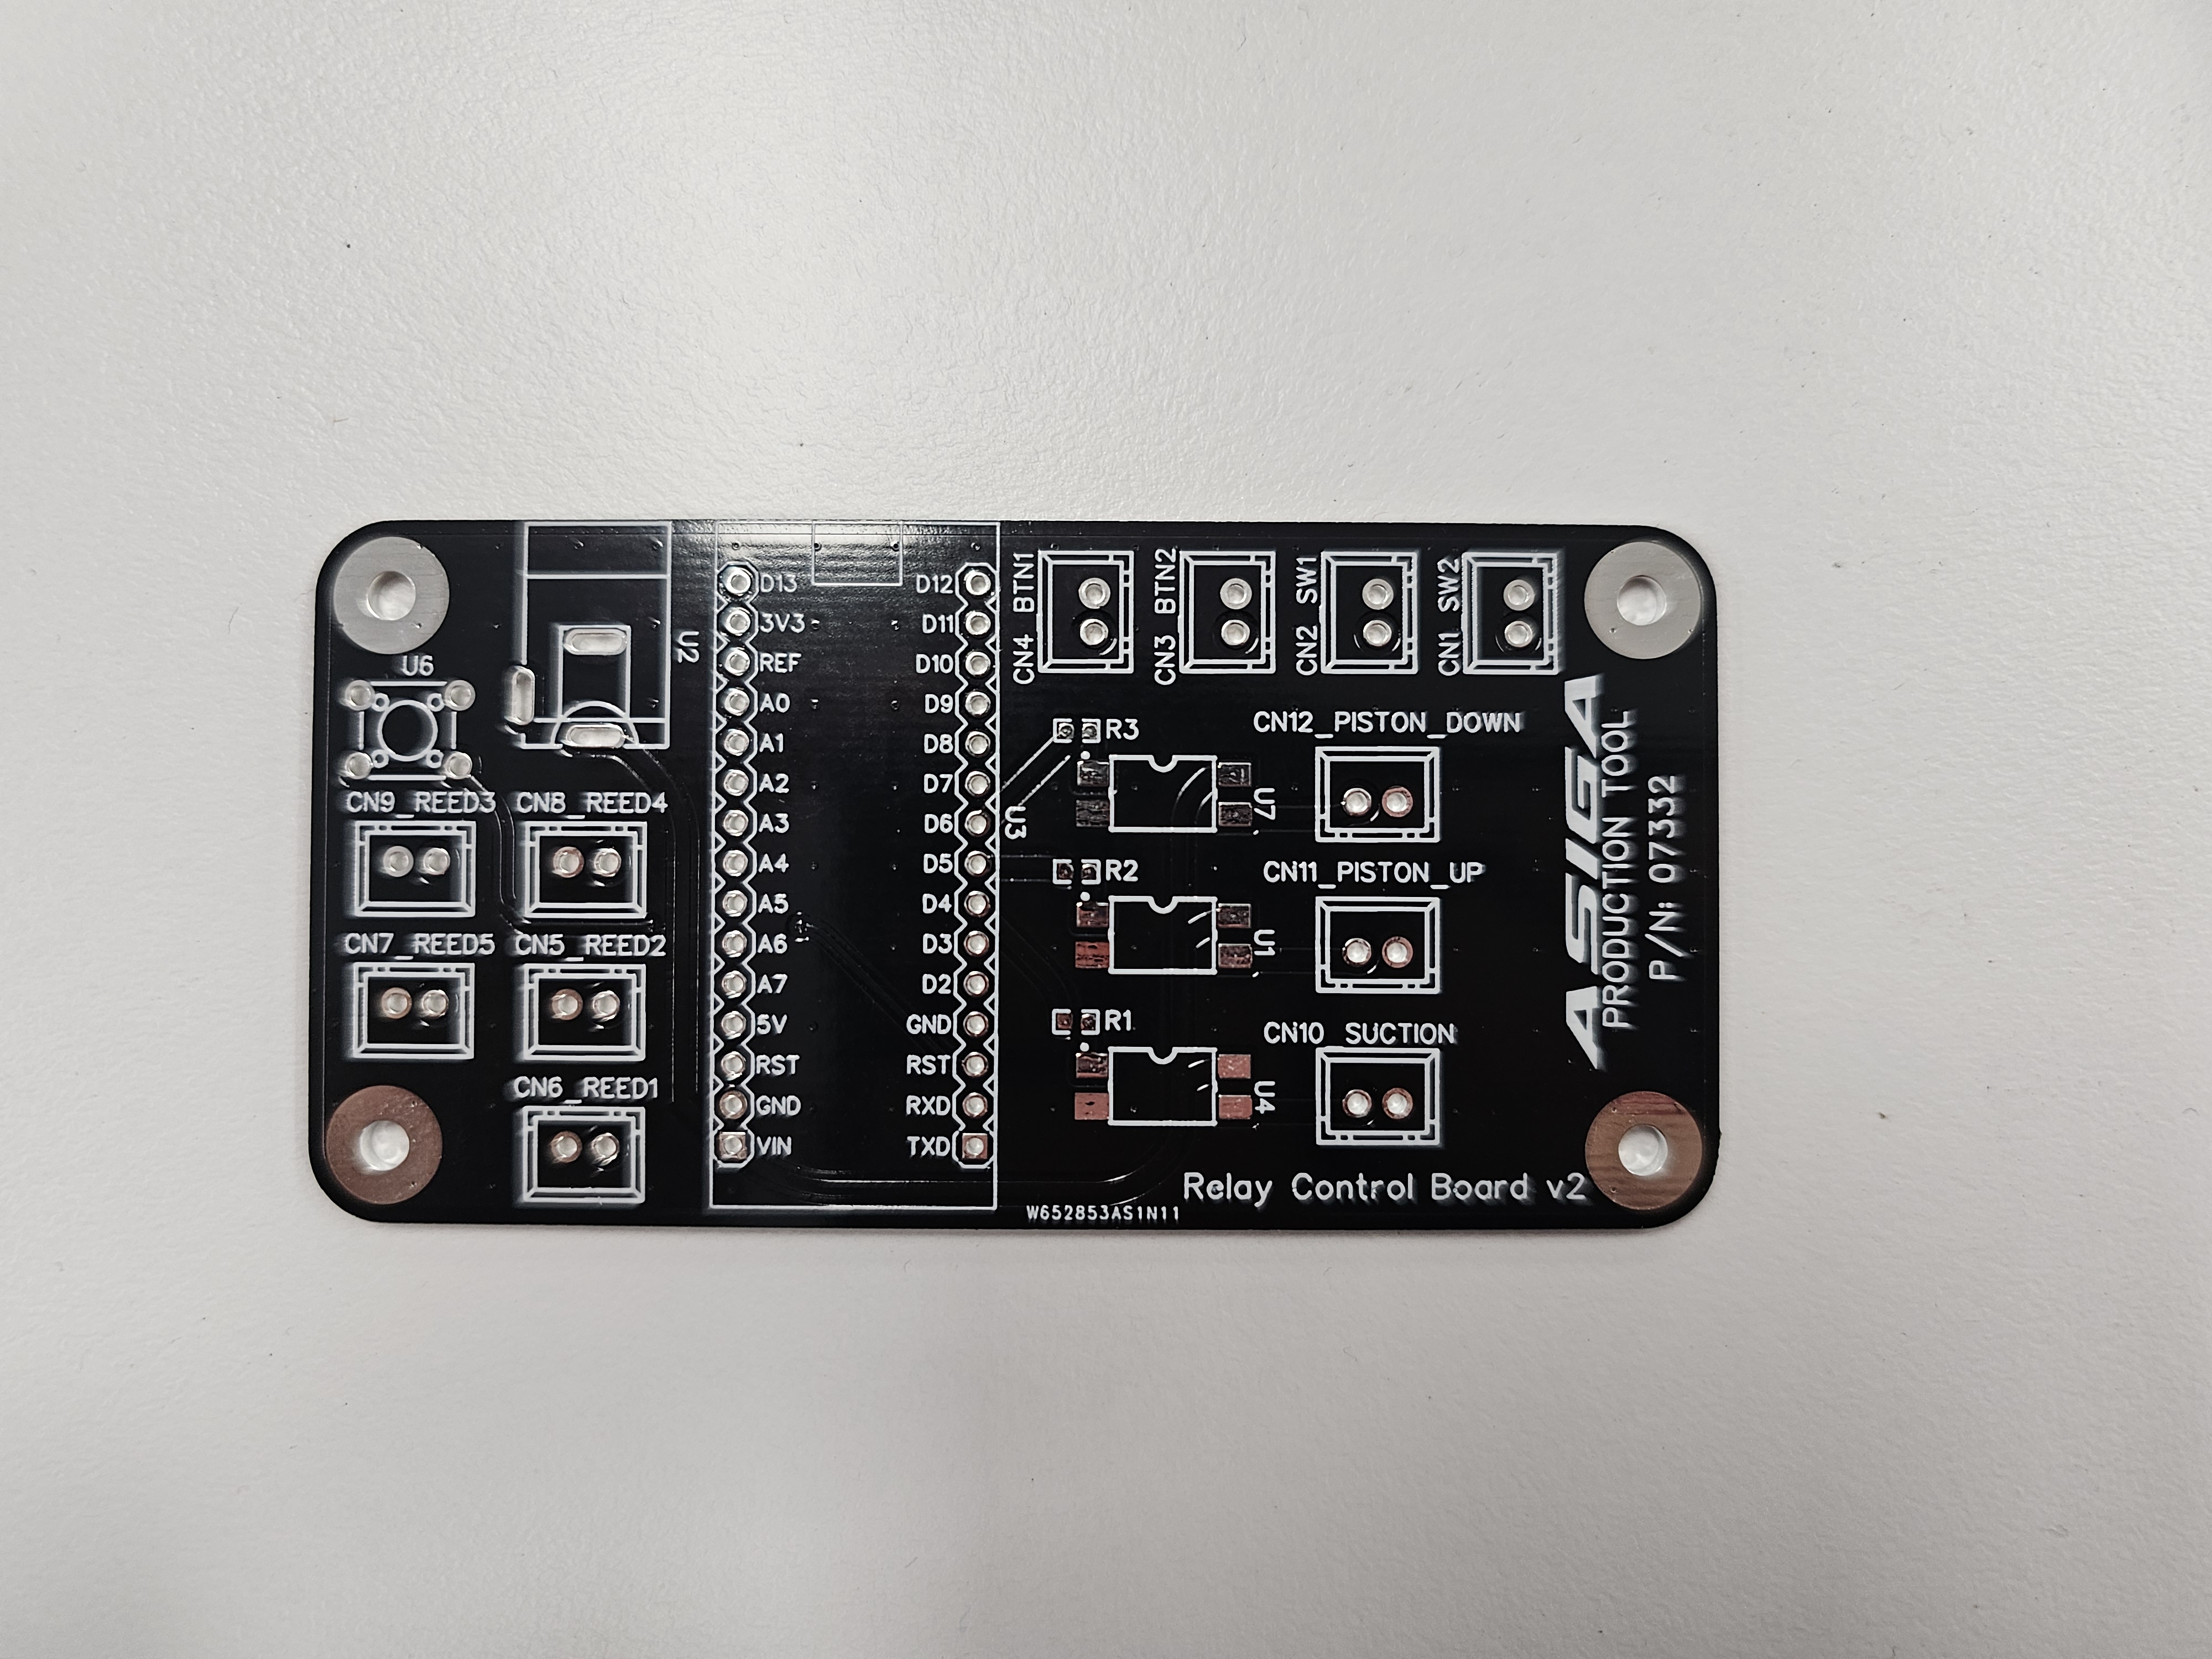 U6
U2
CN9_REED3
CN8_REED4
CN7_REED5
CN5_REED2
CN6_REED1
D13
3V3
REF
A0
A1
A2
A3
A4
A5
A6
A7
5V
RST
GND
VIN
D12
D11
D10
D9
D8
D7
D6
D5
D4
D3
D2
GND
RST
RXD
TXD
U3
CN4_BTN1
CN3_BTN2
CN2_SW1
CN1_SW2
R3
U7
R2
U1
R1
U4
CN12_PISTON_DOWN
CN11_PISTON_UP
CN10_SUCTION
ASIGA
PRODUCTION TOOL
P/N: 07332
Relay Control Board v2
W652853AS1N11